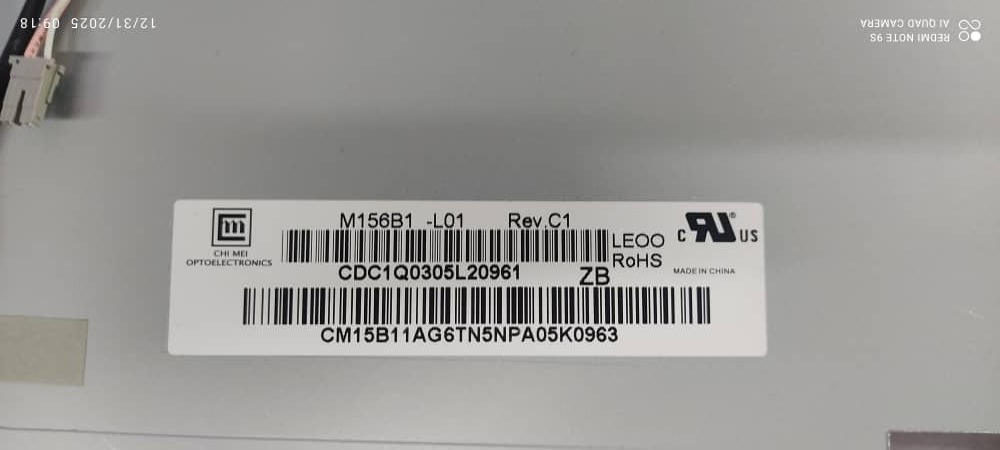 12/31/2025 09:18
REDMI NOTE 9S
AI QUAD CAMERA
M156B1 -L01 Rev.C1
CHI MEI
OPTOELECTRONICS
LEOO
RoHS
CDC1Q0305L20961
ZB
C RU® US
MADE IN CHINA
CM15B11AG6TN5NPA05K0963